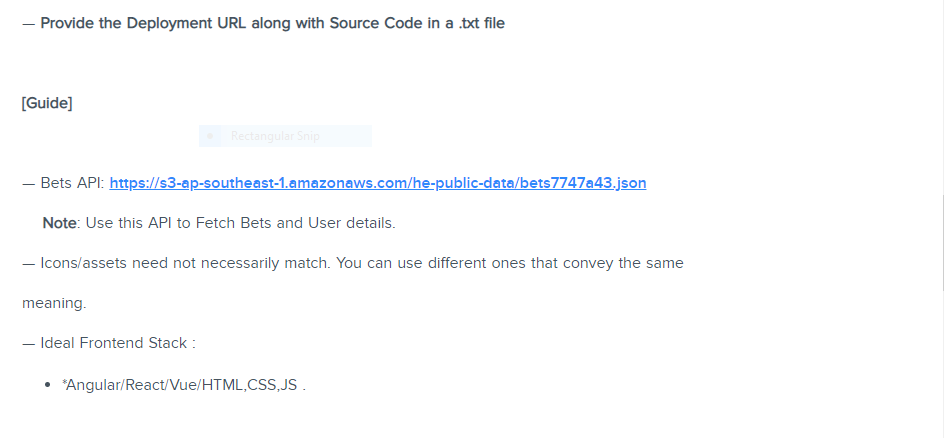 — Provide the Deployment URL along with Source Code in a .txt file
[Guide]
Rectangular Snip
— Bets API: https://s3-ap-southeast-1.amazonaws.com/he-public-data/bets7747a43.json
Note: Use this API to Fetch Bets and User details.
— Icons/assets need not necessarily match. You can use different ones that convey the same
meaning.
— Ideal Frontend Stack :
• *Angular/React/Vue/HTML,CSS,JS .